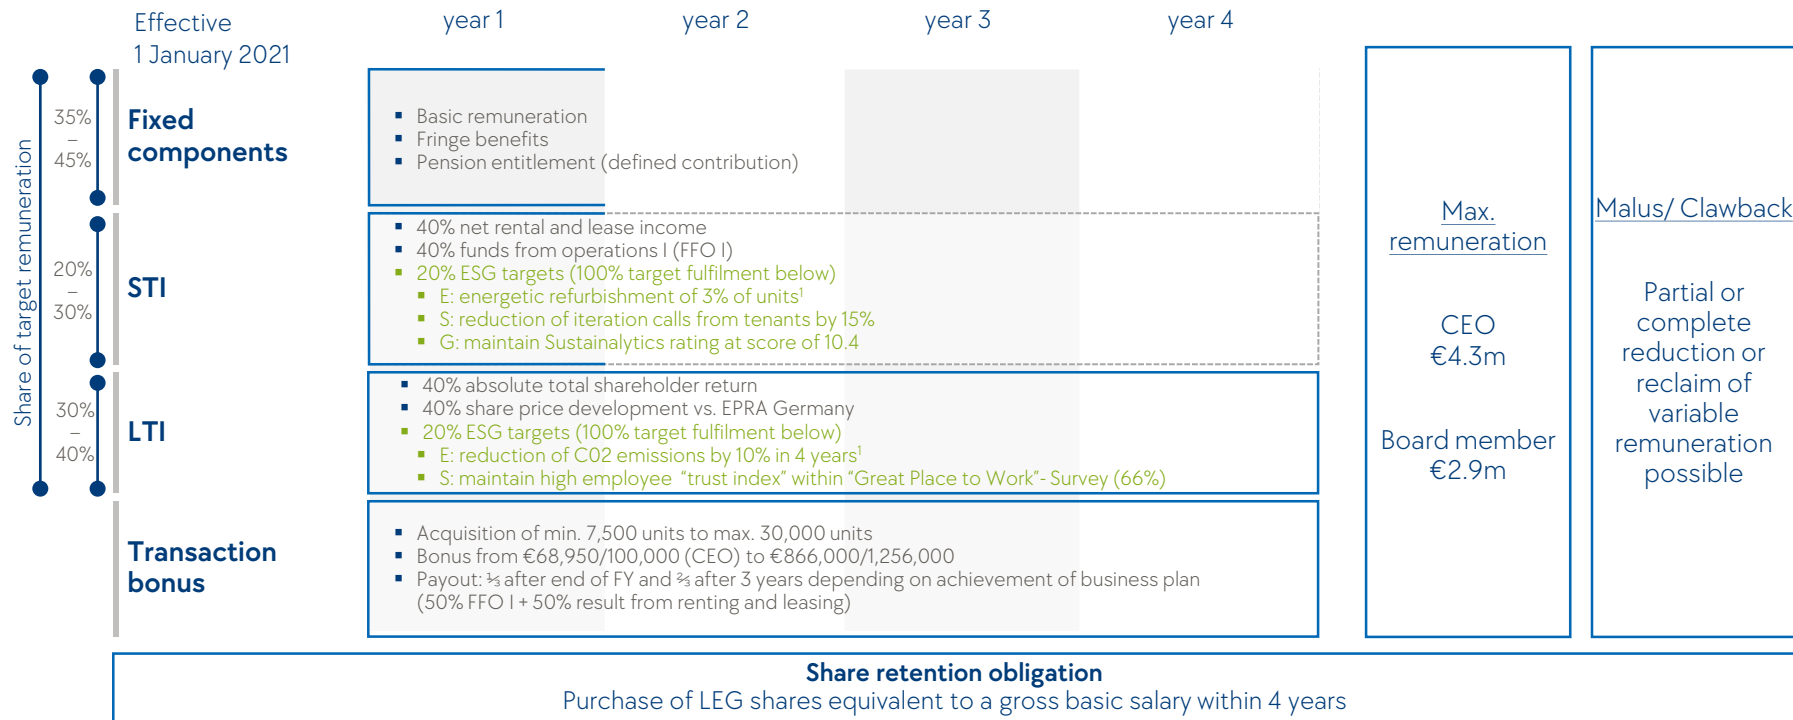 Effective
1 January 2021
year 1
year 2
year 3
year 4
Share of target remuneration
35%
–
45%
Fixed
components
▪ Basic remuneration
▪ Fringe benefits
▪ Pension entitlement (defined contribution)
20%
–
30%
STI
▪ 40% net rental and lease income
▪ 40% funds from operations I (FFO I)
▪ 20% ESG targets (100% target fulfilment below)
▪ E: energetic refurbishment of 3% of units¹
▪ S: reduction of iteration calls from tenants by 15%
▪ G: maintain Sustainalytics rating at score of 10.4
30%
–
40%
LTI
▪ 40% absolute total shareholder return
▪ 40% share price development vs. EPRA Germany
▪ 20% ESG targets (100% target fulfilment below)
▪ E: reduction of C02 emissions by 10% in 4 years¹
▪ S: maintain high employee “trust index” within “Great Place to Work”- Survey (66%)
Transaction
bonus
▪ Acquisition of min. 7,500 units to max. 30,000 units
▪ Bonus from €68,950/100,000 (CEO) to €866,000/1,256,000
▪ Payout: ⅓ after end of FY and ⅔ after 3 years depending on achievement of business plan
(50% FFO I + 50% result from renting and leasing)
Max.
remuneration
CEO
€4.3m
Board member
€2.9m
Malus/ Clawback
Partial or
complete
reduction or
reclaim of
variable
remuneration
possible
Share retention obligation
Purchase of LEG shares equivalent to a gross basic salary within 4 years